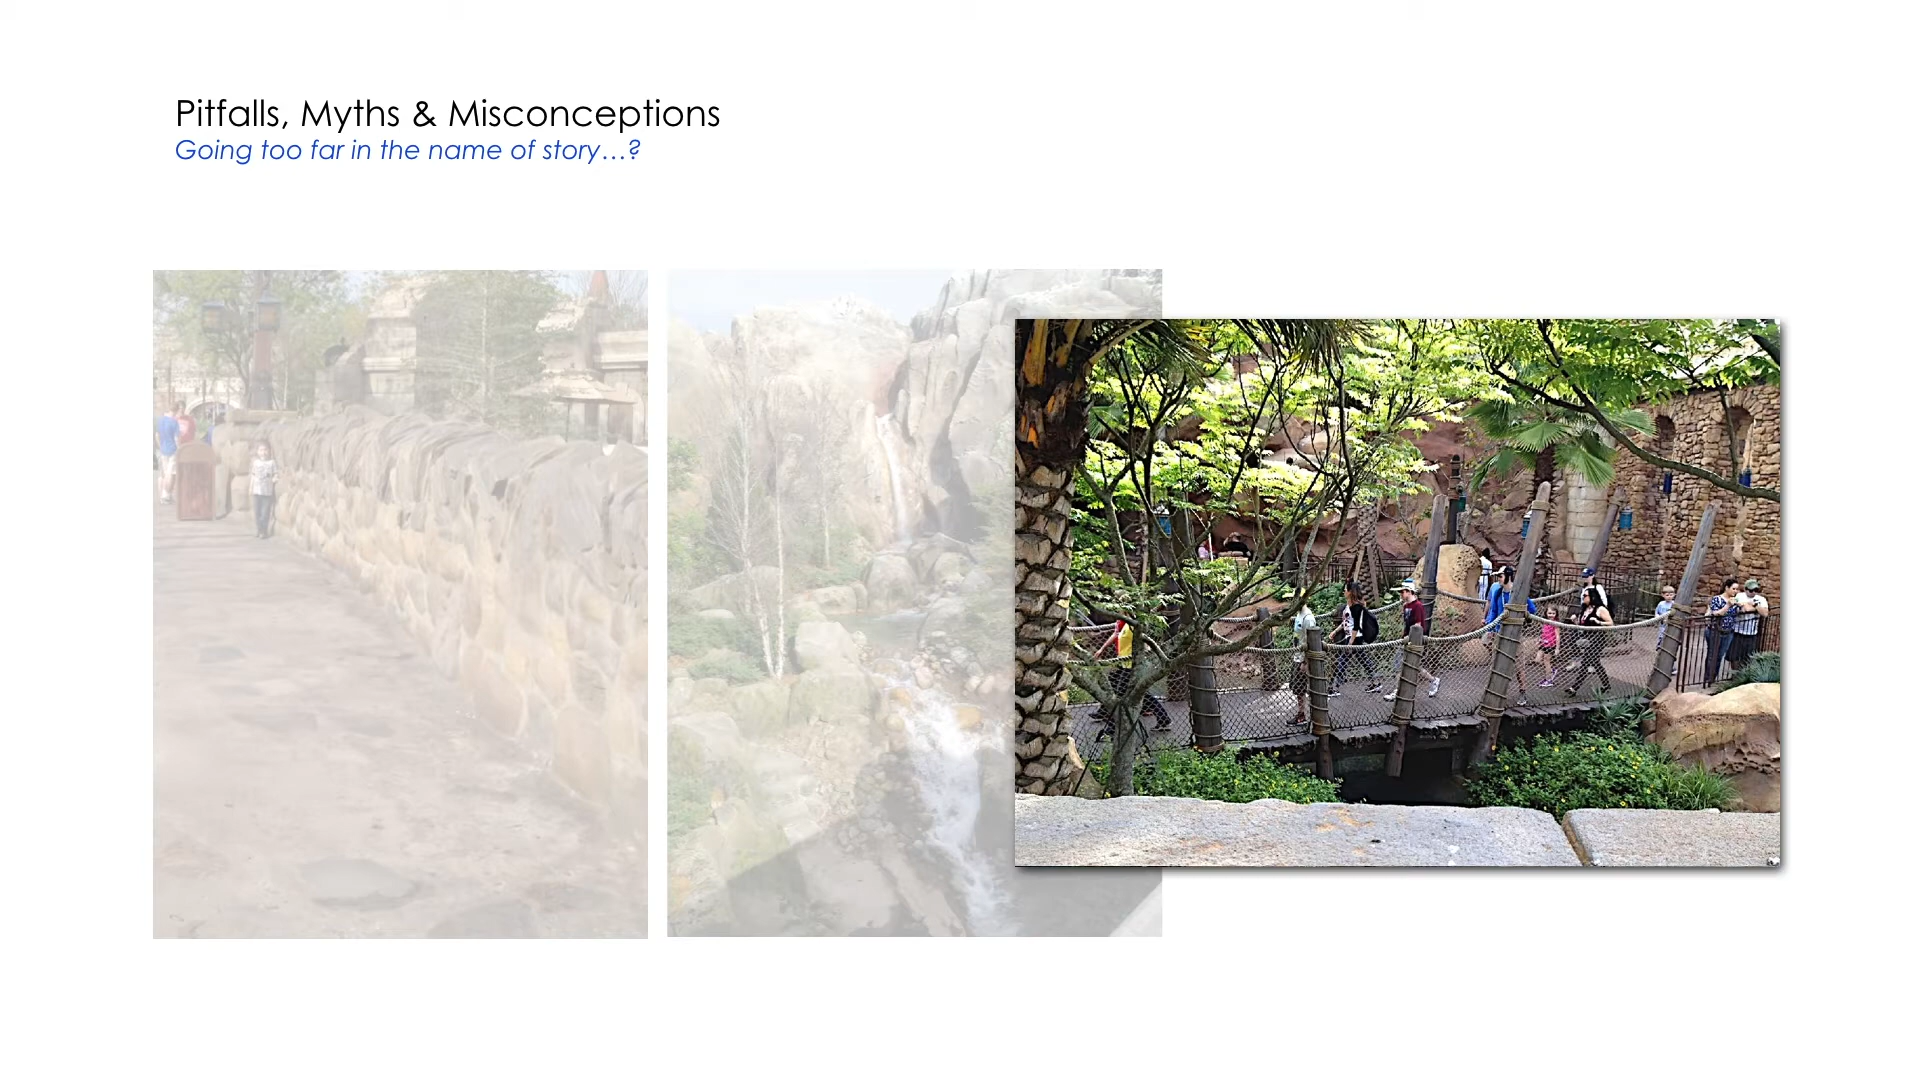 Pitfalls, Myths & Misconceptions
Going too far in the name of story…?